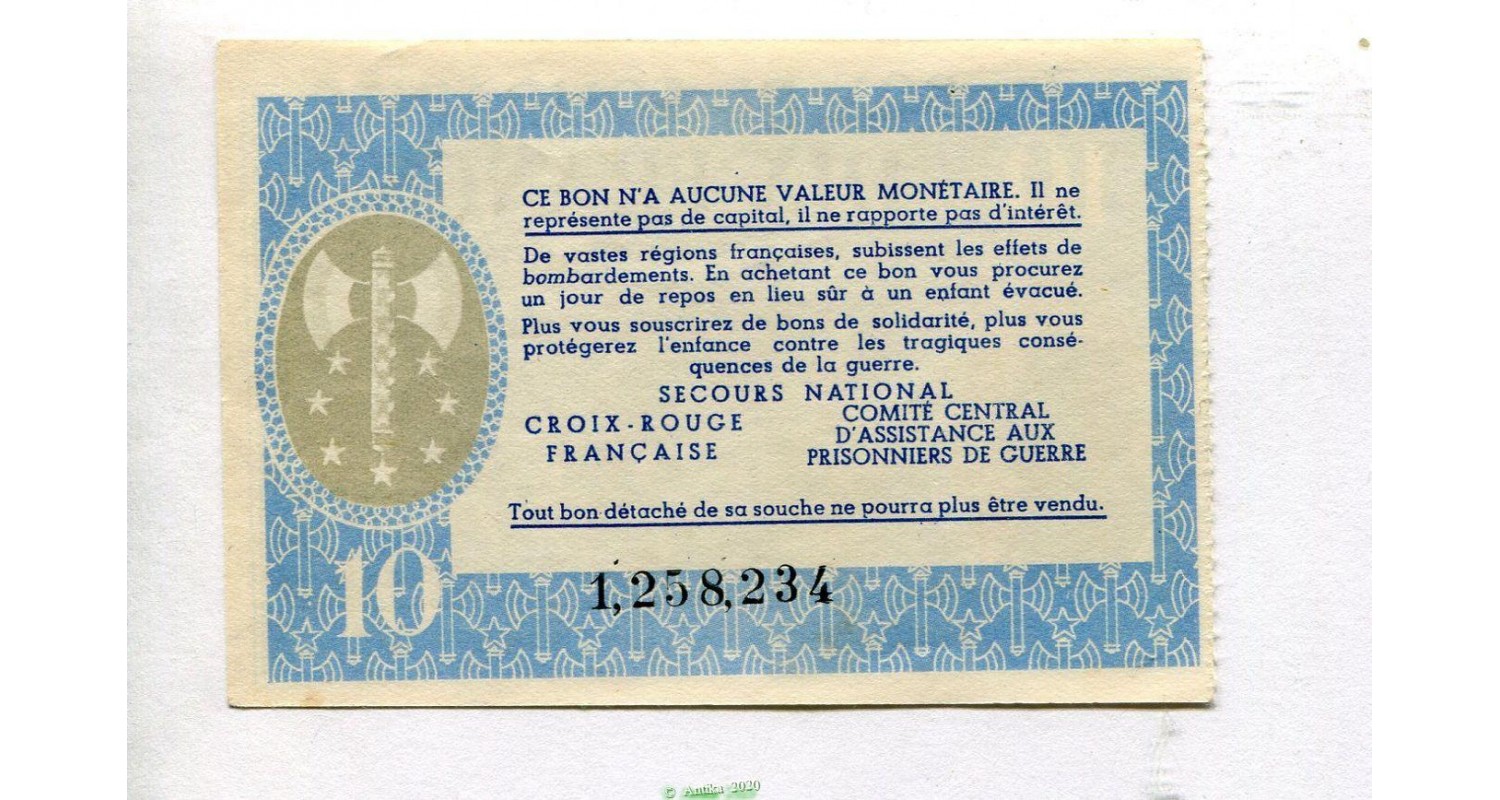 CE BON N'A AUCUNE VALEUR MONÉTAIRE. Il ne
représente pas de capital, il ne rapporte pas d'intérêt.
De vastes régions françaises, subissent les effets de
bombardements. En achetant ce bon vous procurez
un jour de repos en lieu sûr à un enfant évacué.
Plus vous souscrirez de bons de solidarité, plus vous
protégerez l'enfance contre les tragiques consé-
quences de la guerre.
SECOURS NATIONAL
CROIX-ROUGE
FRANÇAISE
COMITÉ CENTRAL
D'ASSISTANCE AUX
PRISONNIERS DE GUERRE
Tout bon détaché de sa souche ne pourra plus être vendu.
10
1,258,234
© Antika 2020